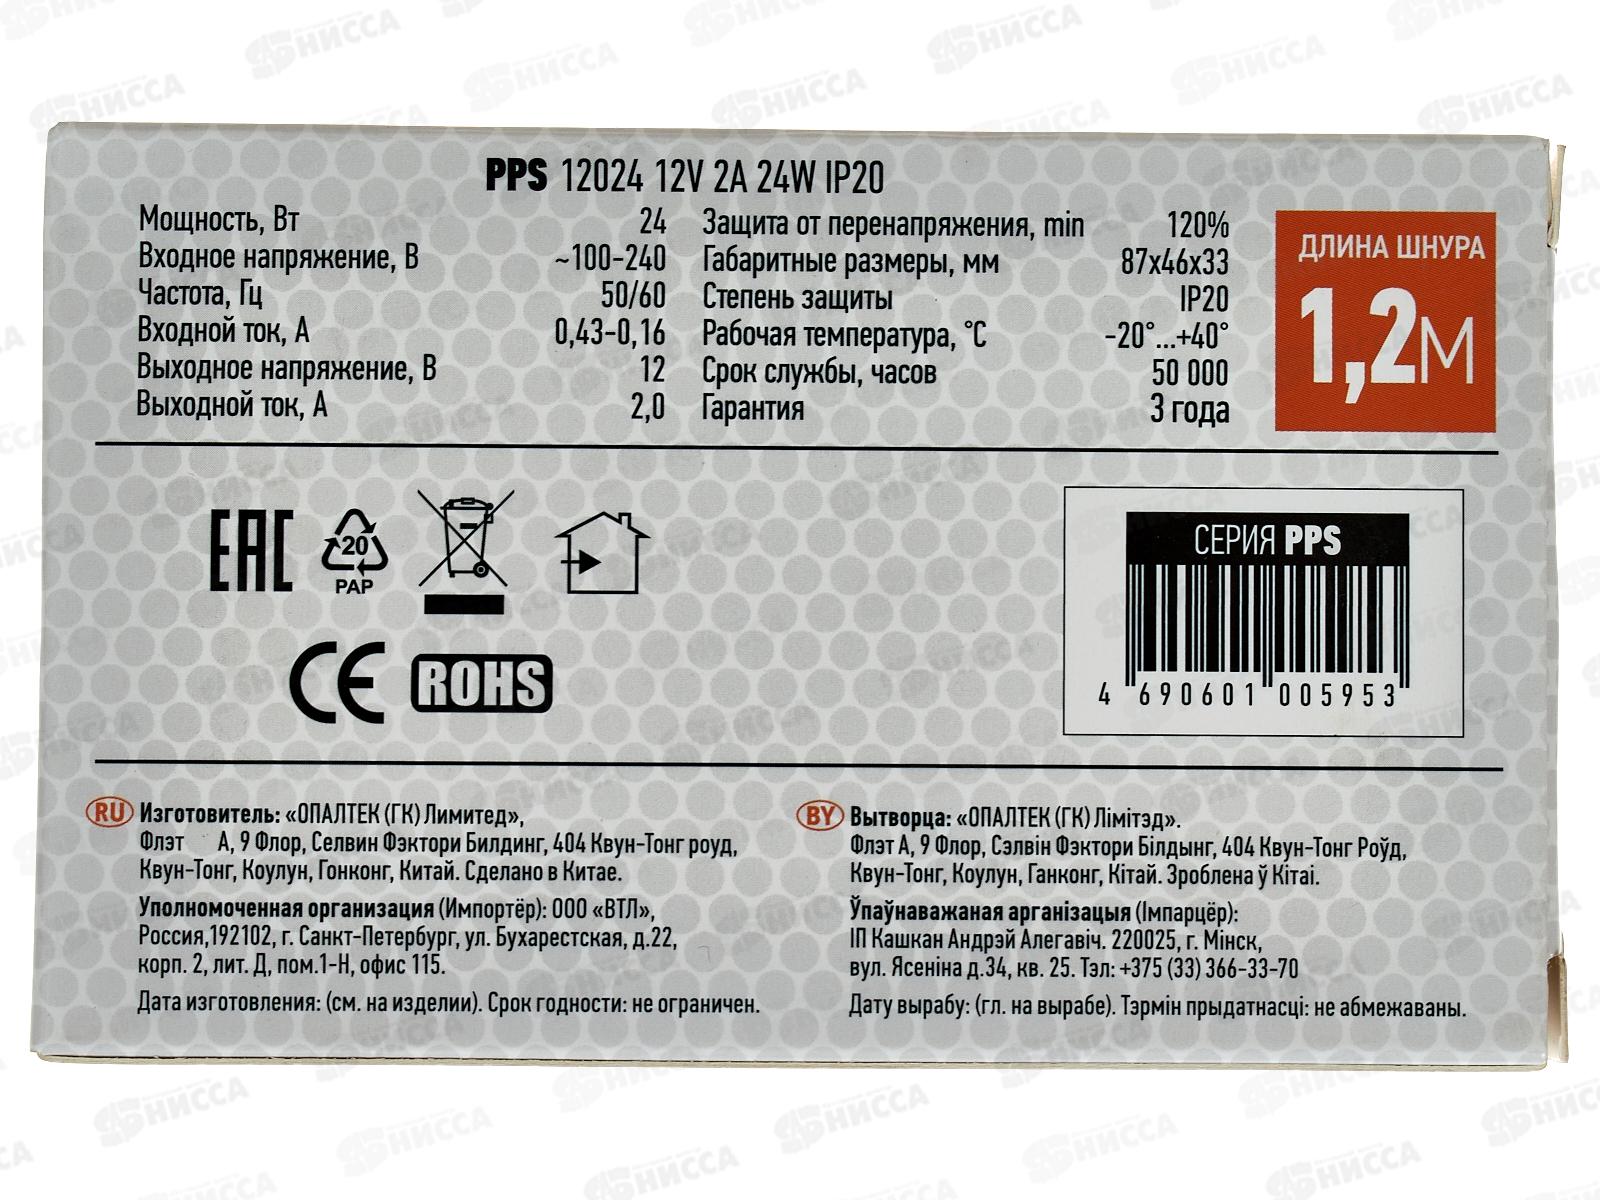 PPS 12024 12V 2A 24W IP20
Мощность, Вт 24
Входное напряжение, В ~100-240
Частота, Гц 50/60
Входной ток, А 0,43-0,16
Выходное напряжение, В 12
Выходной ток, А 2,0
Защита от перенапряжения, min 120%
Габаритные размеры, мм 87x46x33
Степень защиты IP20
Рабочая температура, °C -20°...+40°
Срок службы, часов 50 000
Гарантия 3 года
ДЛИНА ШНУРА
1,2М
EAC
20
PAP
CE
ROHS
СЕРИЯ PPS
4 690601 005953
RU Изготовитель: «ОПАЛТЕК (ГК) Лимитед»,
Флэт А, 9 Флор, Селвин Фэктори Билдинг, 404 Квун-Тонг роуд,
Квун-Тонг, Коулун, Гонконг, Китай. Сделано в Китае.
Уполномоченная организация (Импортёр): ООО «ВТЛ»,
Россия,192102, г. Санкт-Петербург, ул. Бухарестская, д.22,
корп. 2, лит. Д, пом.1-Н, офис 115.
Дата изготовления: (см. на изделии). Срок годности: не ограничен.
BY Вытворца: «ОПАЛТЕК (ГК) Лімітэд».
Флэт А, 9 Флор, Сэлвін Фэктори Білдынг, 404 Квун-Тонг Роўд,
Квун-Тонг, Коулун, Ганконг, Кітай. Зроблена ў Кітаі.
Ўпаўнаважаная арганізацыя (Імпарцёр):
ІП Кашкан Андрэй Алегавіч. 220025, г. Мінск,
вул. Ясеніна д.34, кв. 25. Тэл: +375 (33) 366-33-70
Дату вырабу: (гл. на вырабе). Тэрмін прыдатнасці: не абмежаваны.
НИССА